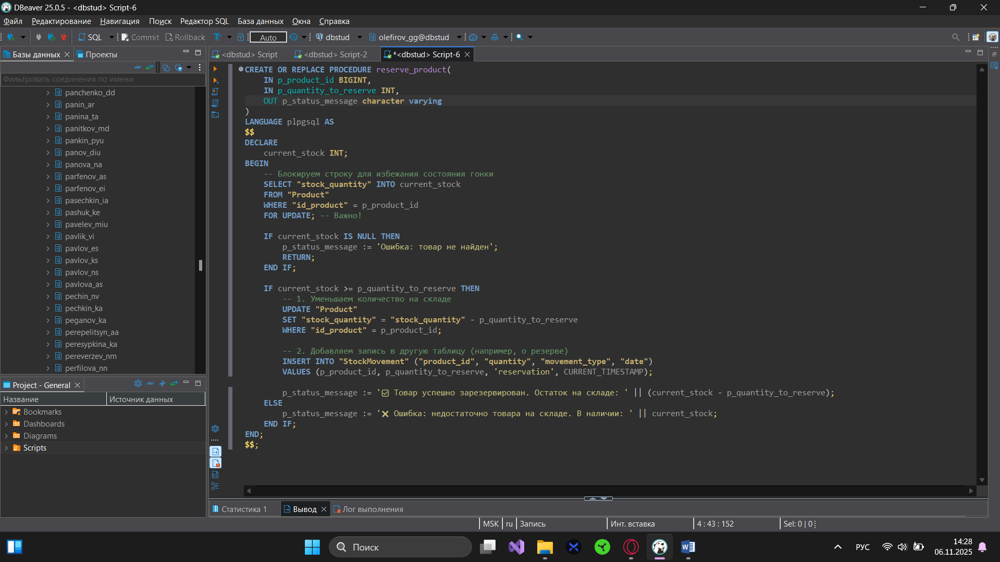 DBeaver 25.0.5 - <dbstud> Script-6
Файл Редактирование Навигация Поиск Редактор SQL База данных Окна Справка
SQL Commit Rollback Auto dbstud olefirov_gg@dbstud
Базы данных Проекты
Фильтровать соединения по имени
panchenko_dd
panin_ar
panina_ta
panitkov_md
pankin_pyu
panov_diu
panova_na
parfenov_as
parfenov_ei
pasechkin_ia
pashuk_ke
pavelev_miu
pavlik_vi
pavlov_es
pavlov_ks
pavlov_ns
pavlova_as
pechin_nv
pechkin_ka
peganov_ka
perepelitsyn_aa
peresypkina_ka
pereverzev_nm
perfilova_nn
Project - General
Название Источник данных
Bookmarks
Dashboards
Diagrams
Scripts
<dbstud> Script <dbstud> Script-2 *<dbstud> Script-6
CREATE OR REPLACE PROCEDURE reserve_product(
IN p_product_id BIGINT,
IN p_quantity_to_reserve INT,
OUT p_status_message character varying
)
LANGUAGE plpgsql AS
$$
DECLARE
current_stock INT;
BEGIN
-- Блокируем строку для избежания состояния гонки
SELECT "stock_quantity" INTO current_stock
FROM "Product"
WHERE "id_product" = p_product_id
FOR UPDATE; -- Важно!
IF current_stock IS NULL THEN
p_status_message := 'Ошибка: товар не найден';
RETURN;
END IF;
IF current_stock >= p_quantity_to_reserve THEN
-- 1. Уменьшаем количество на складе
UPDATE "Product"
SET "stock_quantity" = "stock_quantity" - p_quantity_to_reserve
WHERE "id_product" = p_product_id;
-- 2. Добавляем запись в другую таблицу (например, о резерве)
INSERT INTO "StockMovement" ("product_id", "quantity", "movement_type", "date")
VALUES (p_product_id, p_quantity_to_reserve, 'reservation', CURRENT_TIMESTAMP);
p_status_message := '✅ Товар успешно зарезервирован. Остаток на складе: ' || (current_stock - p_quantity_to_reserve);
ELSE
p_status_message := '❌ Ошибка: недостаточно товара на складе. В наличии: ' || current_stock;
END IF;
END;
$$;
Статистика 1 Вывод Лог выполнения
MSK ru Запись Инт. вставка 4 : 43 : 152 Sel: 0 | 0
Поиск
РУС
14:28
06.11.2025